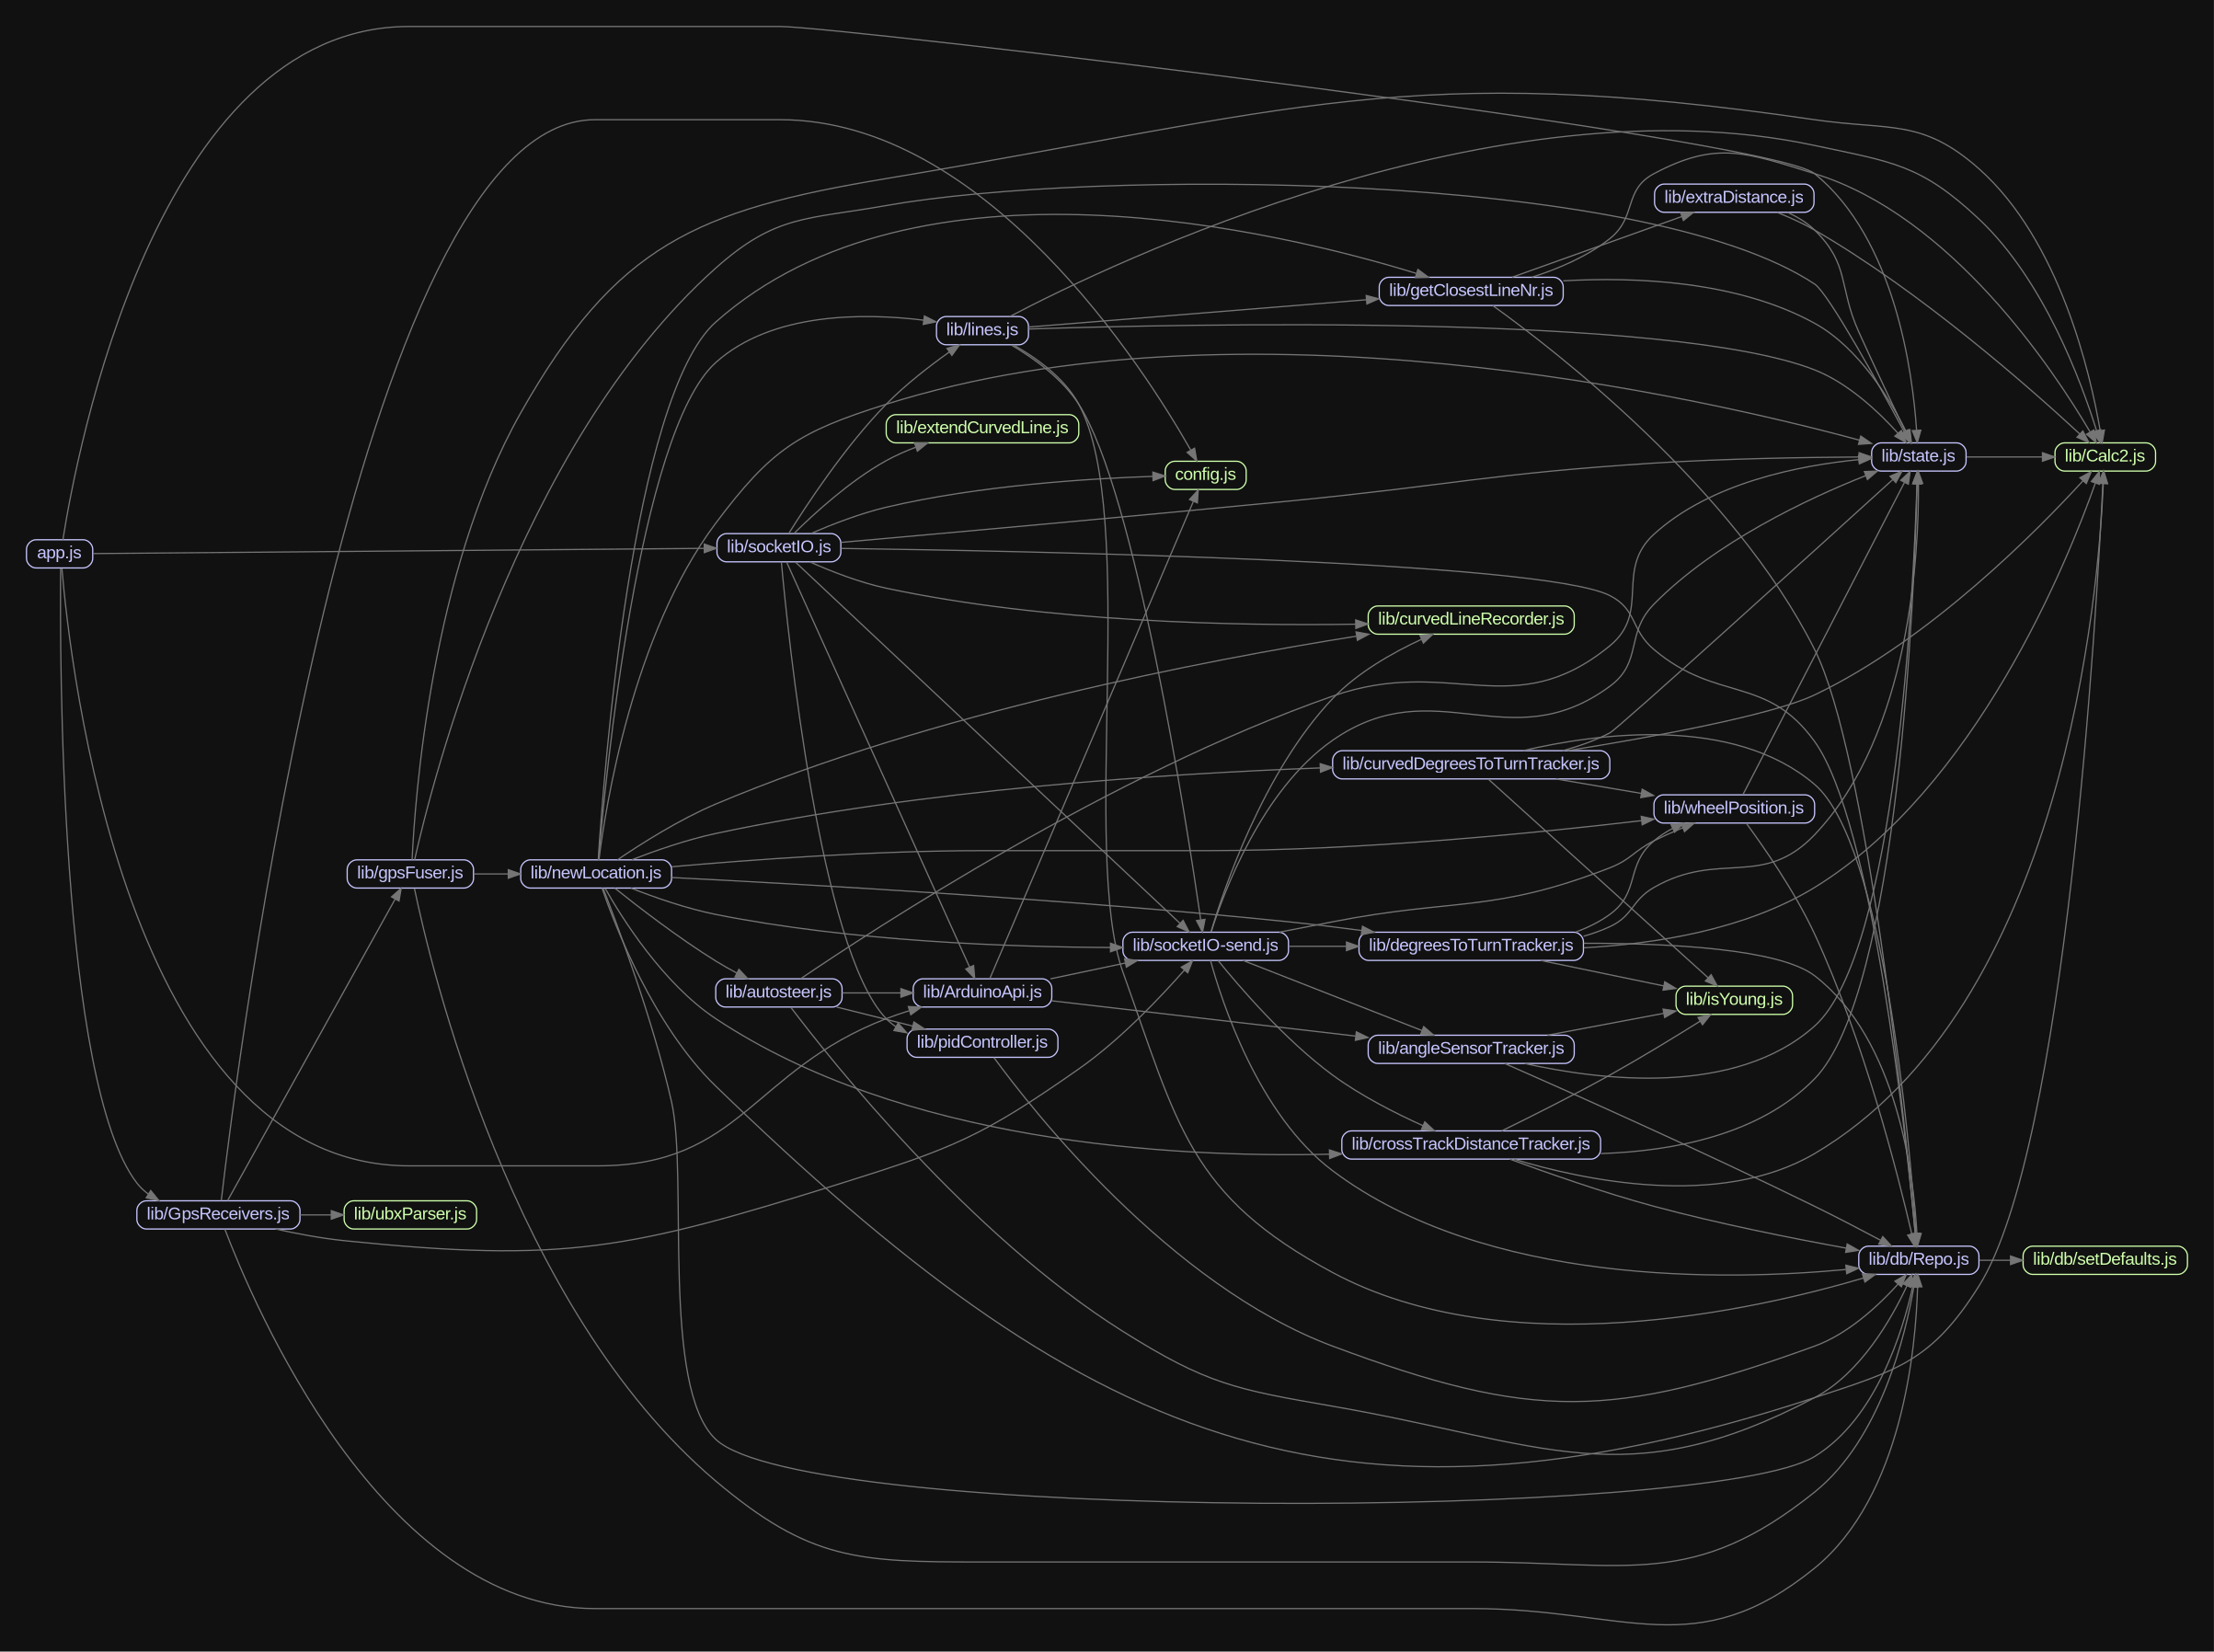 lib/extraDistance.js
lib/getClosestLineNr.js
lib/lines.js
lib/extendCurvedLine.js
lib/state.js
lib/Calc2.js
config.js
app.js
lib/socketIO.js
lib/curvedLineRecorder.js
lib/curvedDegreesToTurnTracker.js
lib/wheelPosition.js
lib/gpsFuser.js
lib/newLocation.js
lib/socketIO-send.js
lib/degreesToTurnTracker.js
lib/autosteer.js
lib/ArduinoApi.js
lib/isYoung.js
lib/pidController.js
lib/angleSensorTracker.js
lib/crossTrackDistanceTracker.js
lib/GpsReceivers.js
lib/ubxParser.js
lib/db/Repo.js
lib/db/setDefaults.js